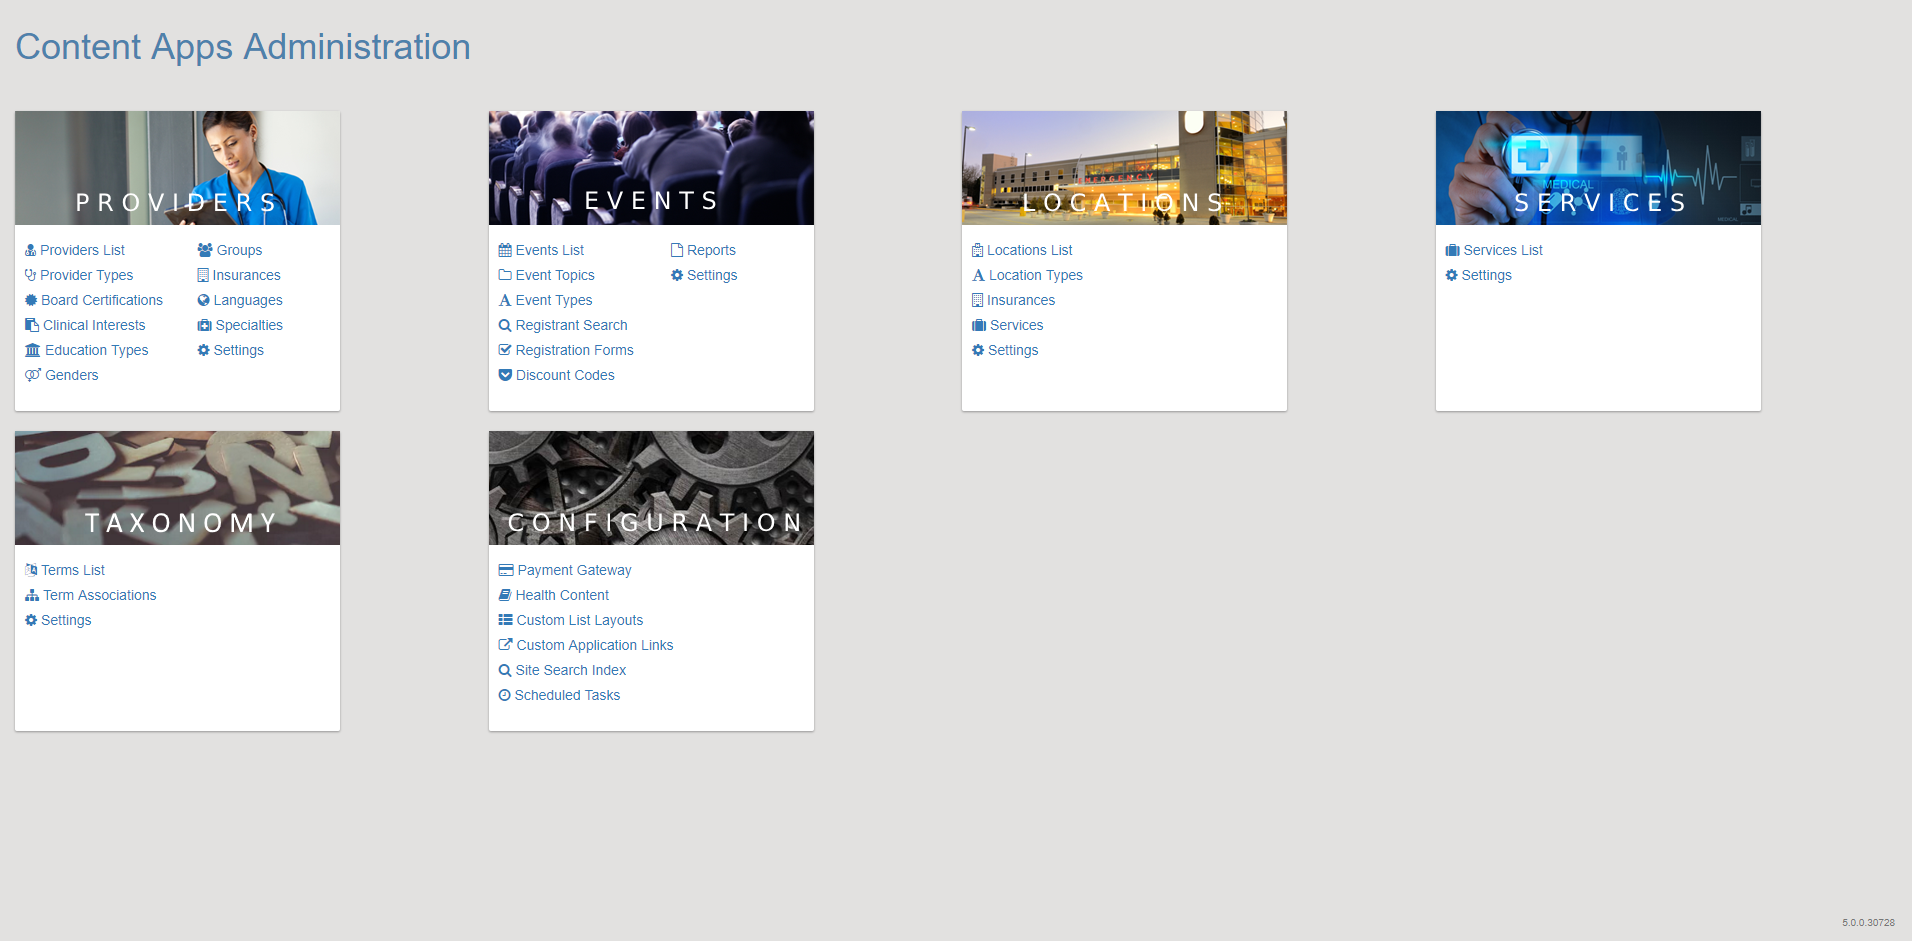 Content Apps Administration
PROVIDERS
Providers List
Provider Types
Board Certifications
Clinical Interests
Education Types
Genders
Groups
Insurances
Languages
Specialties
Settings
EVENTS
Events List
Event Topics
Event Types
Registrant Search
Registration Forms
Discount Codes
Reports
Settings
EMERGENCY
LOCATIONS
Locations List
Location Types
Insurances
Services
Settings
MEDICAL
SERVICES
MEDICAL
Services List
Settings
TAXONOMY
Terms List
Term Associations
Settings
CONFIGURATION
Payment Gateway
Health Content
Custom List Layouts
Custom Application Links
Site Search Index
Scheduled Tasks
5.0.0.30728